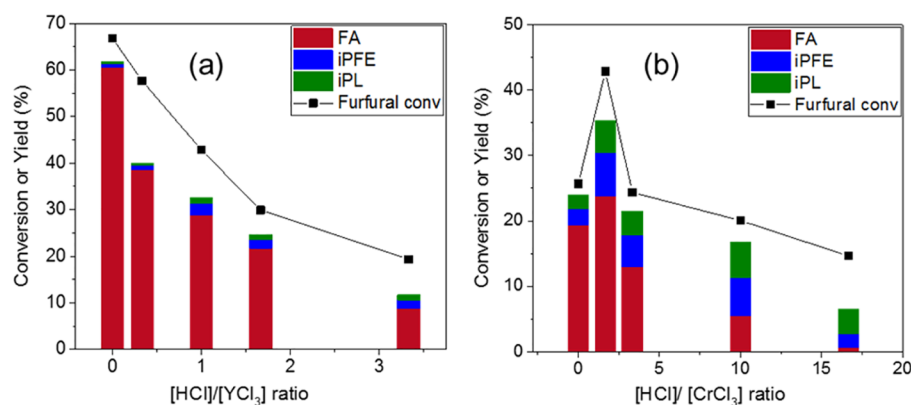 70
60
50
40
30
20
10
0
Conversion or Yield (%)
(a)
FA
iPFE
iPL
Furfural conv
0
1
2
3
[HCl]/[YCl3] ratio
50
40
30
20
10
0
Conversion or Yield (%)
(b)
FA
iPFE
iPL
Furfural conv
0
5
10
15
20
[HCl]/ [CrCl3] ratio